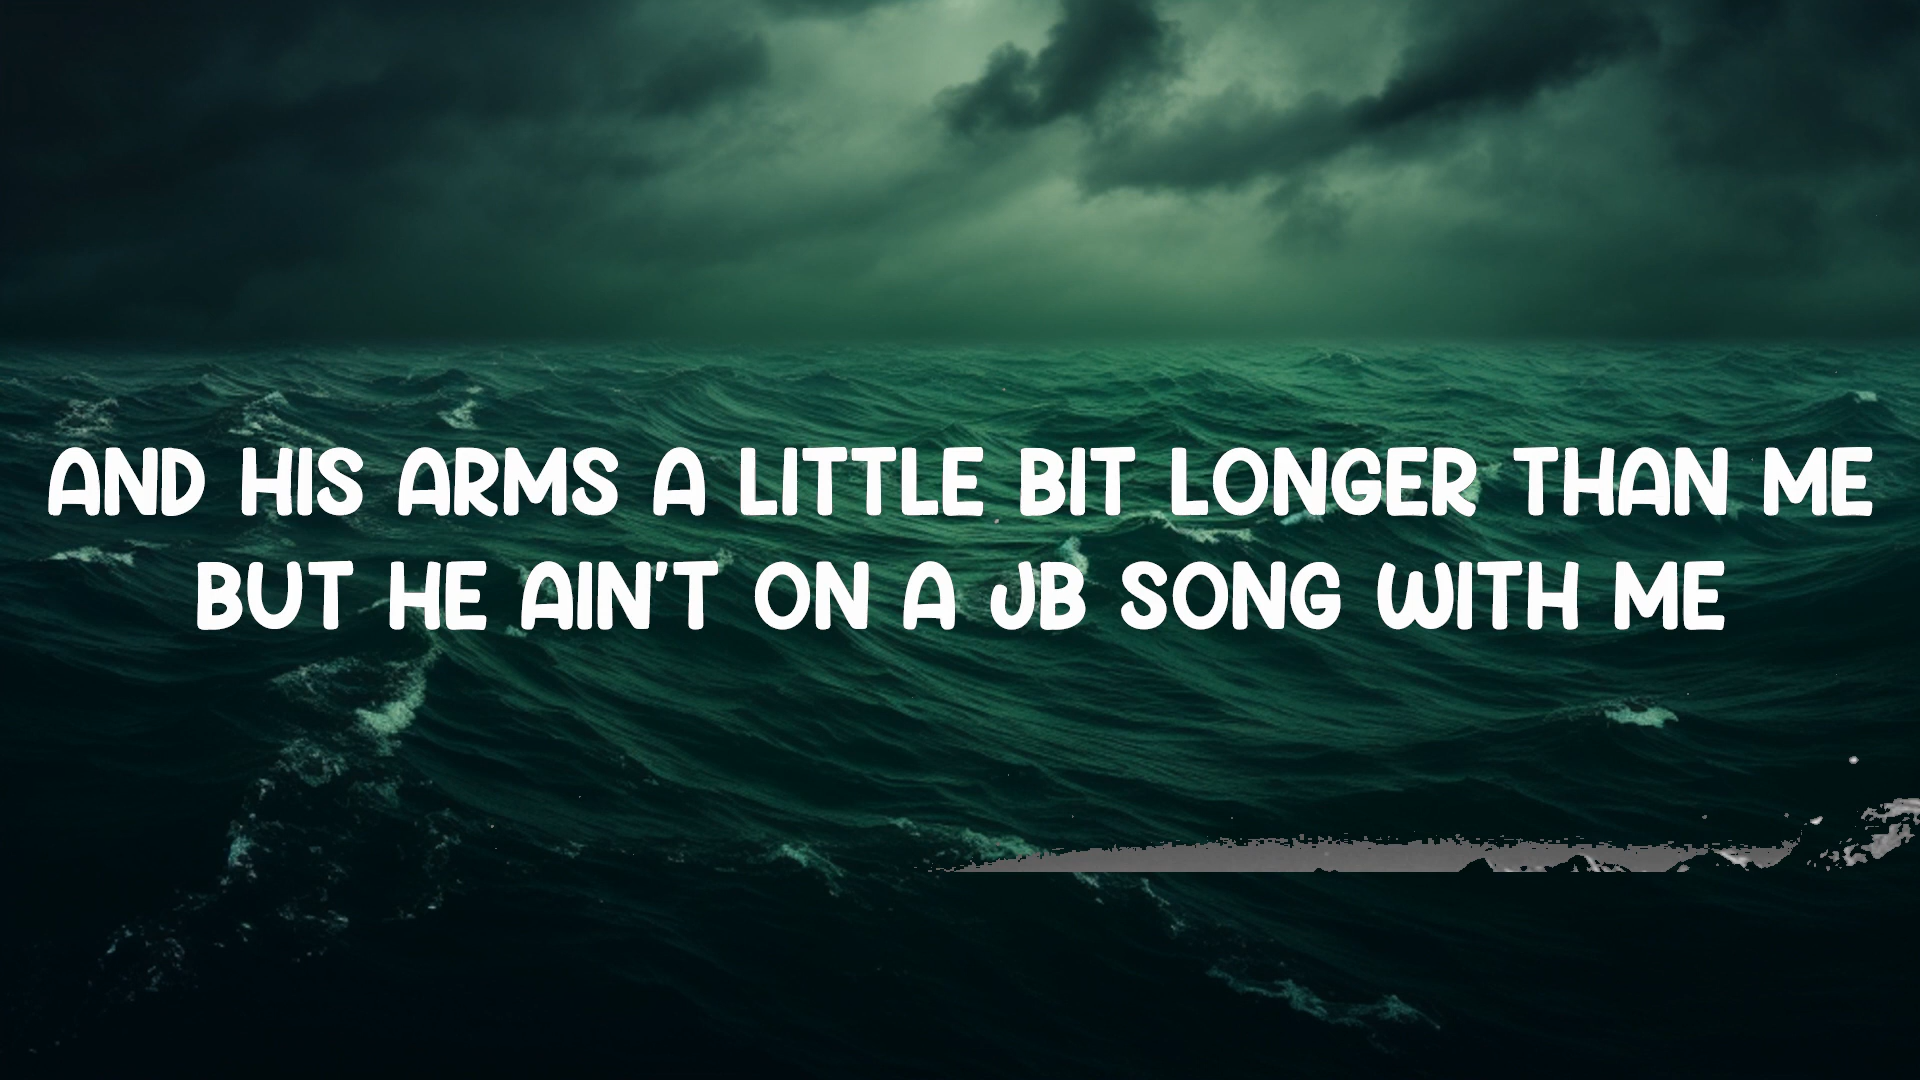 AND HIS ARMS A LITTLE BIT LONGER THAN ME
BUT HE AIN'T ON A JB SONG WITH ME